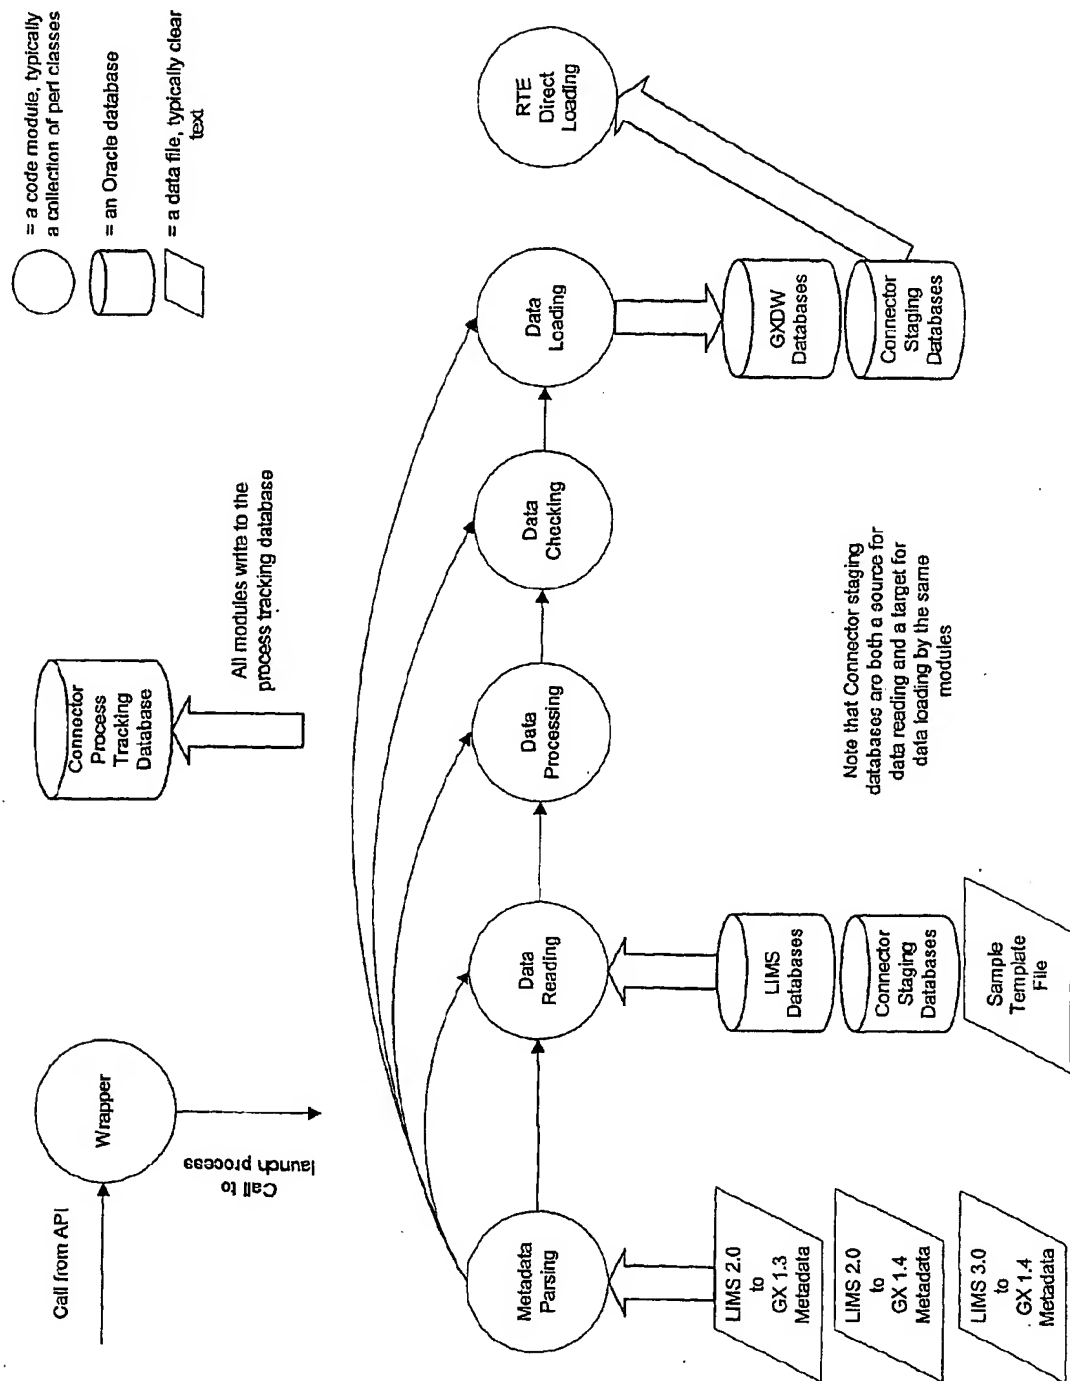 Call from API
Wrapper
Call to
launch process
Connector
Process
Tracking
Database
All modules write to the
process tracking database
= a code module, typically
a collection of perl classes
= an Oracle database
= a data file, typically clear
text
Metadata
Parsing
Data
Reading
Data
Processing
Data
Checking
Data
Loading
RTE
Direct
Loading
LIMS 2.0
to
GX 1.3
Metadata
LIMS 2.0
to
GX 1.4
Metadata
LIMS 3.0
to
GX 1.4
Metadata
LIMS
Databases
Connector
Staging
Databases
Sample
Template
File
Note that Connector staging
databases are both a source for
data reading and a target for
data loading by the same
modules
GXDW
Databases
Connector
Staging
Databases